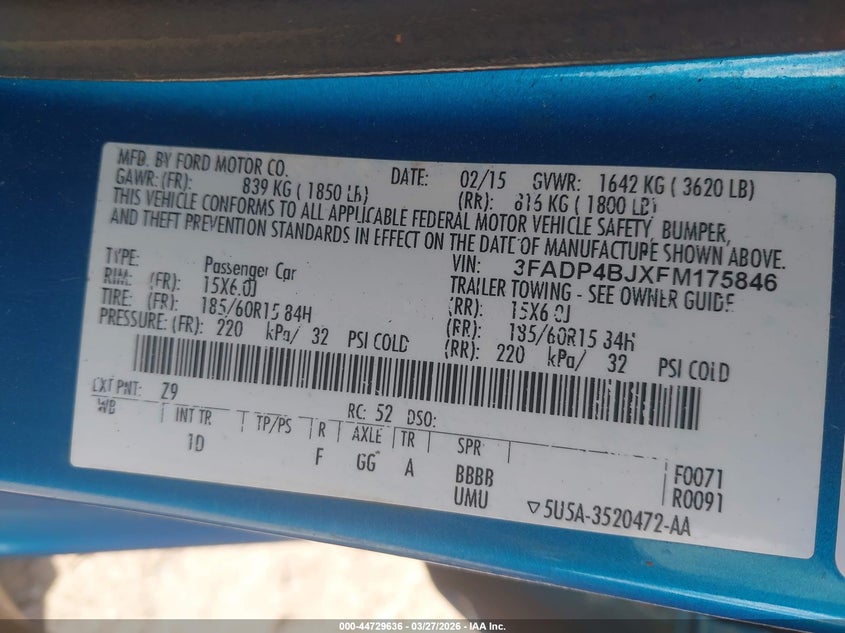 MFD. BY FORD MOTOR CO. DATE: 02/15 GVWR: 1642 KG ( 3620 LB)
GAWR: (FR): 839 KG ( 1850 LB) (RR): 816 KG ( 1800 LB)
THIS VEHICLE CONFORMS TO ALL APPLICABLE FEDERAL MOTOR VEHICLE SAFETY, BUMPER,
AND THEFT PREVENTION STANDARDS IN EFFECT ON THE DATE OF MANUFACTURE SHOWN ABOVE.
VIN: 3FADP4BJXFM175846
TYPE: Passenger Car TRAILER TOWING - SEE OWNER GUIDE
RIM: (FR): 15X6.0J (RR): 15X6.0J
TIRE: (FR): 185/60R15 84H (RR): 185/60R15 84H
PRESSURE: (FR): 220 kPa/ 32 PSI COLD (RR): 220 kPa/ 32 PSI COLD
EXT PNT: Z9 RC: 52 DSO:
WB INT TR TP/PS R AXLE TR SPR
1D F GG A BBBB F0071
UMU R0091
▽5U5A-3520472-AA
000-44729636 - 03/27/2026 - IAA Inc.